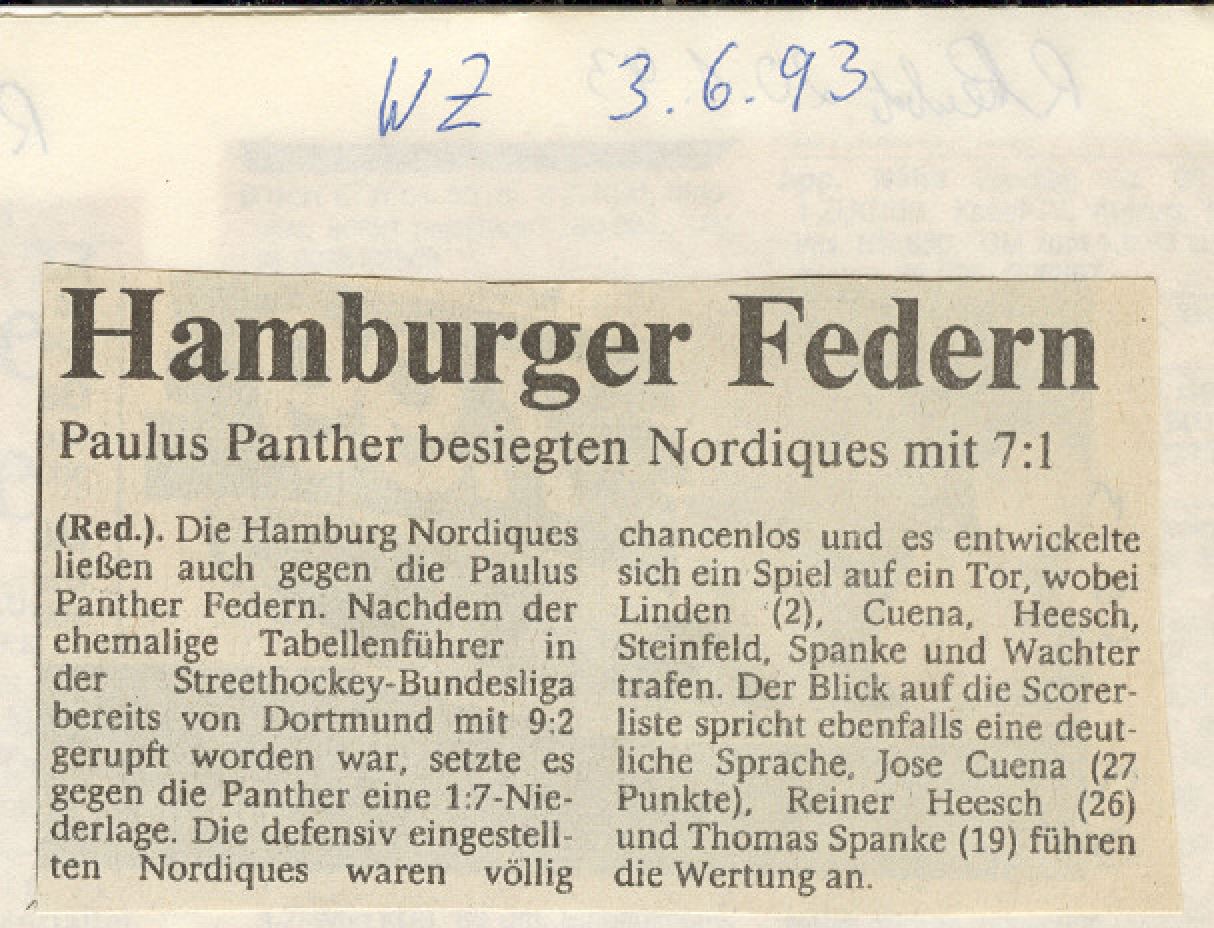 WZ 3.6.93
Hamburger Federn
Paulus Panther besiegten Nordiques mit 7:1
(Red.). Die Hamburg Nordiques
ließen auch gegen die Paulus
Panther Federn. Nachdem der
ehemalige Tabellenführer in
der Streethockey-Bundesliga
bereits von Dortmund mit 9:2
gerupft worden war, setzte es
gegen die Panther eine 1:7-Nie-
derlage. Die defensiv eingestell-
ten Nordiques waren völlig
chancenlos und es entwickelte
sich ein Spiel auf ein Tor, wobei
Linden (2), Cuena, Heesch,
Steinfeld, Spanke und Wachter
trafen. Der Blick auf die Scorer-
liste spricht ebenfalls eine deut-
liche Sprache, Jose Cuena (27
Punkte), Reiner Heesch (26)
und Thomas Spanke (19) führen
die Wertung an.